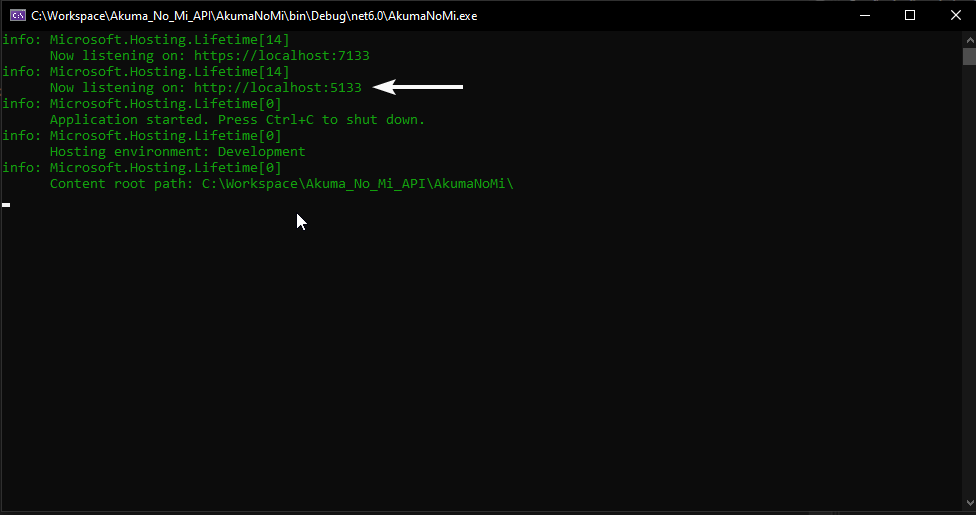 C:\Workspace\Akuma_No_Mi_API\AkumaNoMi\bin\Debug\net6.0\AkumaNoMi.exe
info: Microsoft.Hosting.Lifetime[14]
      Now listening on: https://localhost:7133
info: Microsoft.Hosting.Lifetime[14]
      Now listening on: http://localhost:5133
info: Microsoft.Hosting.Lifetime[0]
      Application started. Press Ctrl+C to shut down.
info: Microsoft.Hosting.Lifetime[0]
      Hosting environment: Development
info: Microsoft.Hosting.Lifetime[0]
      Content root path: C:\Workspace\Akuma_No_Mi_API\AkumaNoMi\